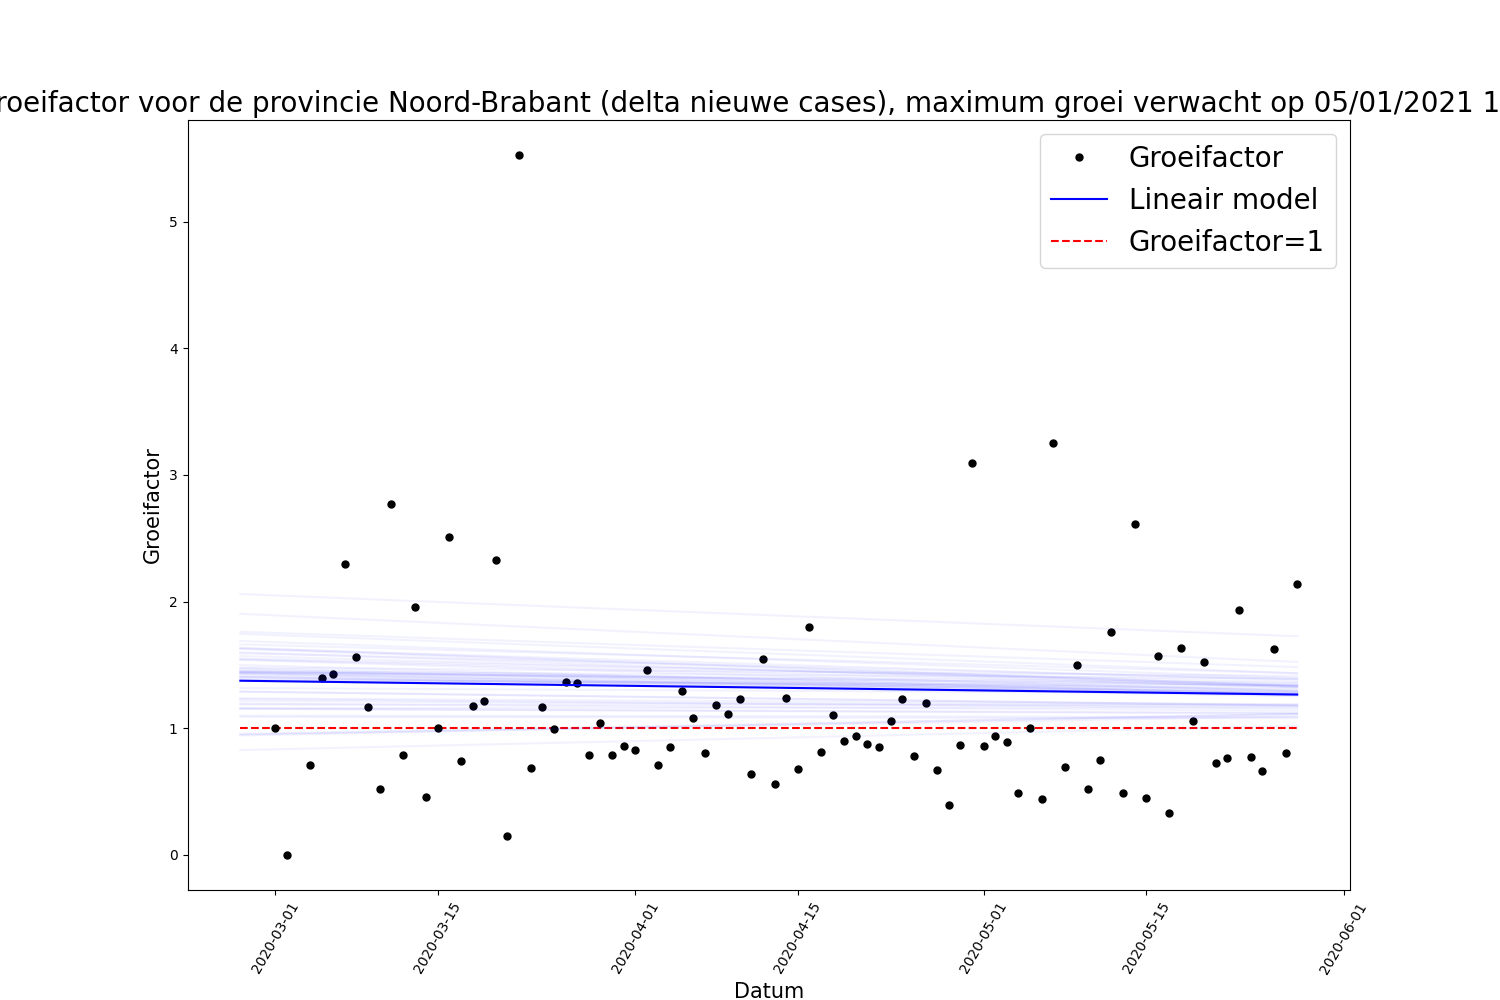 roeifactor voor de provincie Noord-Brabant (delta nieuwe cases), maximum groei verwacht op 05/01/2021 1
Groeifactor
Lineair model
Groeifactor=1
Groeifactor
5
4
3
2
1
0
2020-03-01
2020-03-15
2020-04-01
2020-04-15
2020-05-01
2020-05-15
2020-06-01
Datum